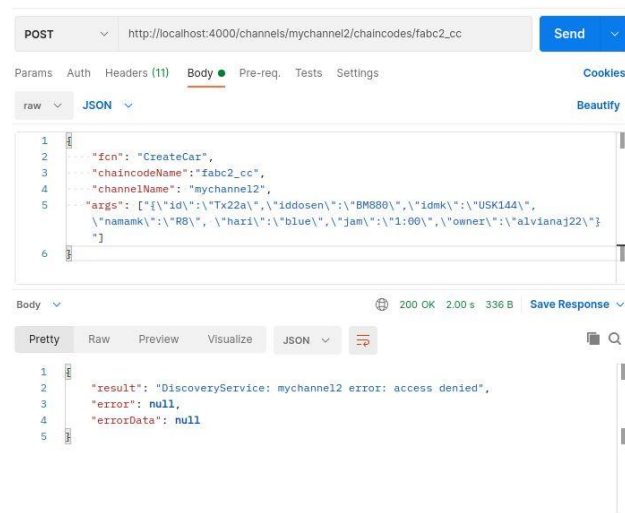 POST http://localhost:4000/channels/mychannel2/chaincodes/fabc2_cc Send
Params Auth Headers (11) Body Pre-req. Tests Settings Cookies
raw JSON Beautify
1 {
2 "fcn": "CreateCar",
3 "chaincodeName":"fabc2_cc",
4 "channelName": "mychannel2",
5 "args": ["{\"id\":\"Tx22a\",\"iddosen\":\"BM880\",\"idmk\":\"USK144\",
\"namamk\":\"R8\", \"hari\":\"blue\",\"jam\":\"1:00\",\"owner\":\"alvianaj22\"}
"]
6 }
Body 200 OK 2.00 s 336 B Save Response
Pretty Raw Preview Visualize JSON
1 {
2 "result": "DiscoveryService: mychannel2 error: access denied",
3 "error": null,
4 "errorData": null
5 }